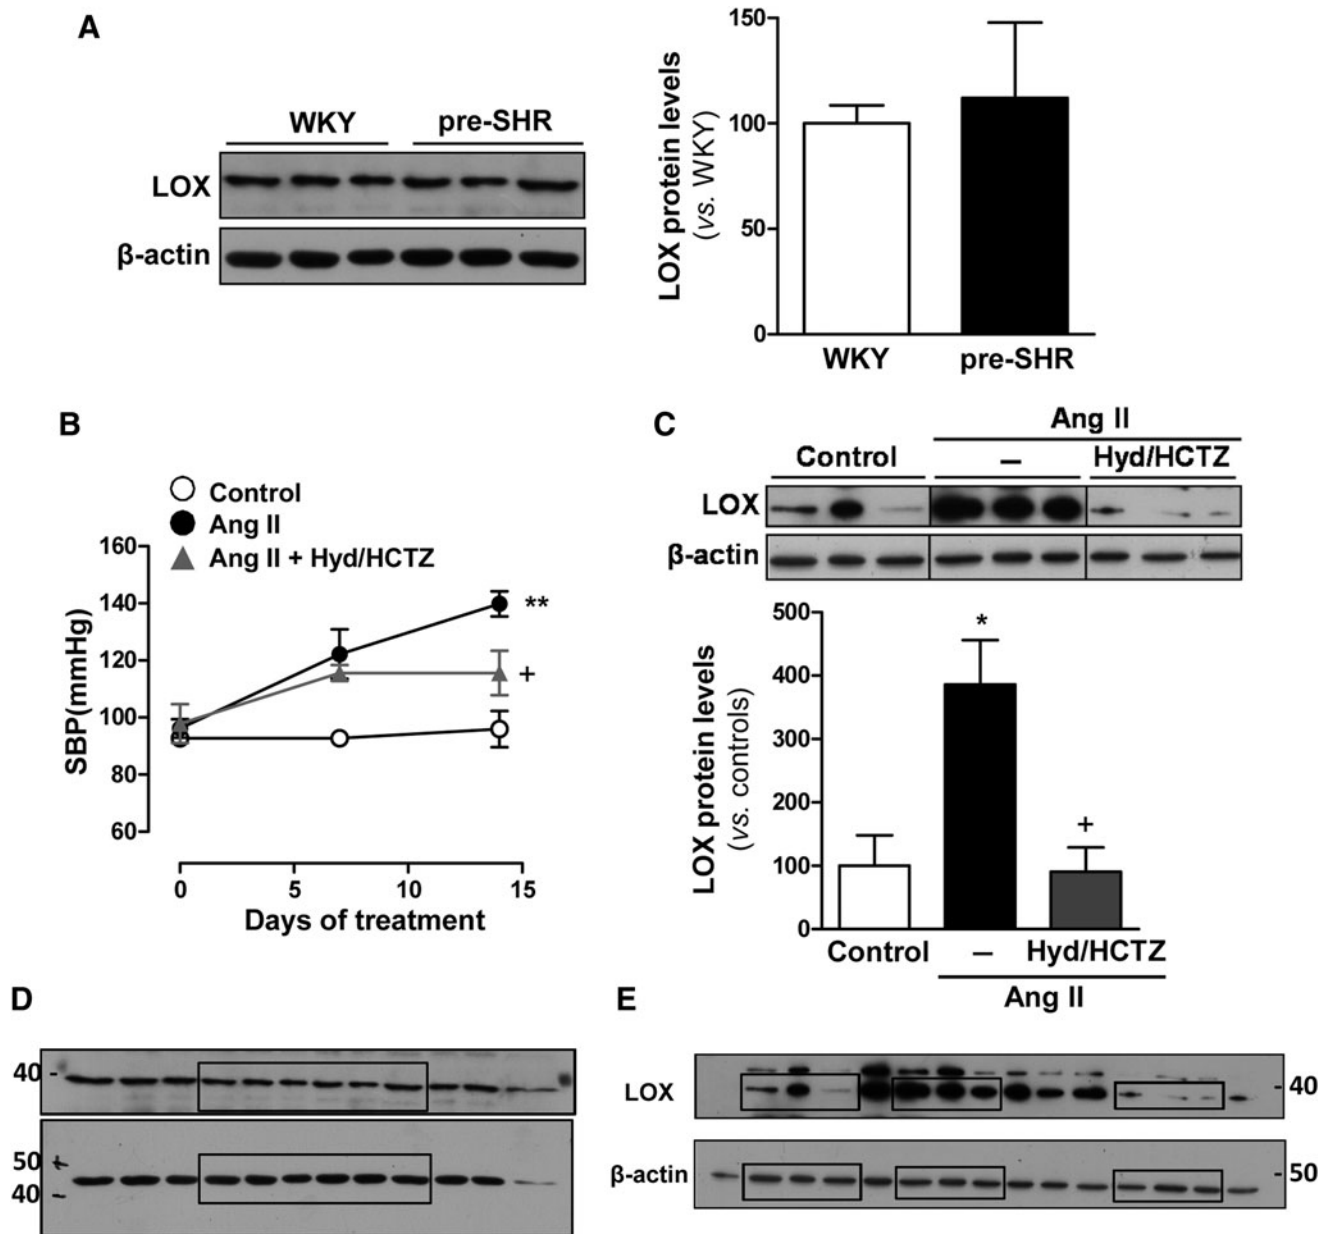 A
WKY pre-SHR
LOX
β-actin
LOX protein levels
(vs. WKY)
150
100
50
0
WKY pre-SHR
B
Control
Ang II
Ang II + Hyd/HCTZ
SBP(mmHg)
160
140
120
100
80
60
**
+
0 5 10 15
Days of treatment
C
Ang II
Control – Hyd/HCTZ
LOX
β-actin
LOX protein levels
(vs. controls)
500
400
300
200
100
0
*
+
Control – Hyd/HCTZ
Ang II
D
40 -
50
40 -
E
LOX
- 40
β-actin
- 50